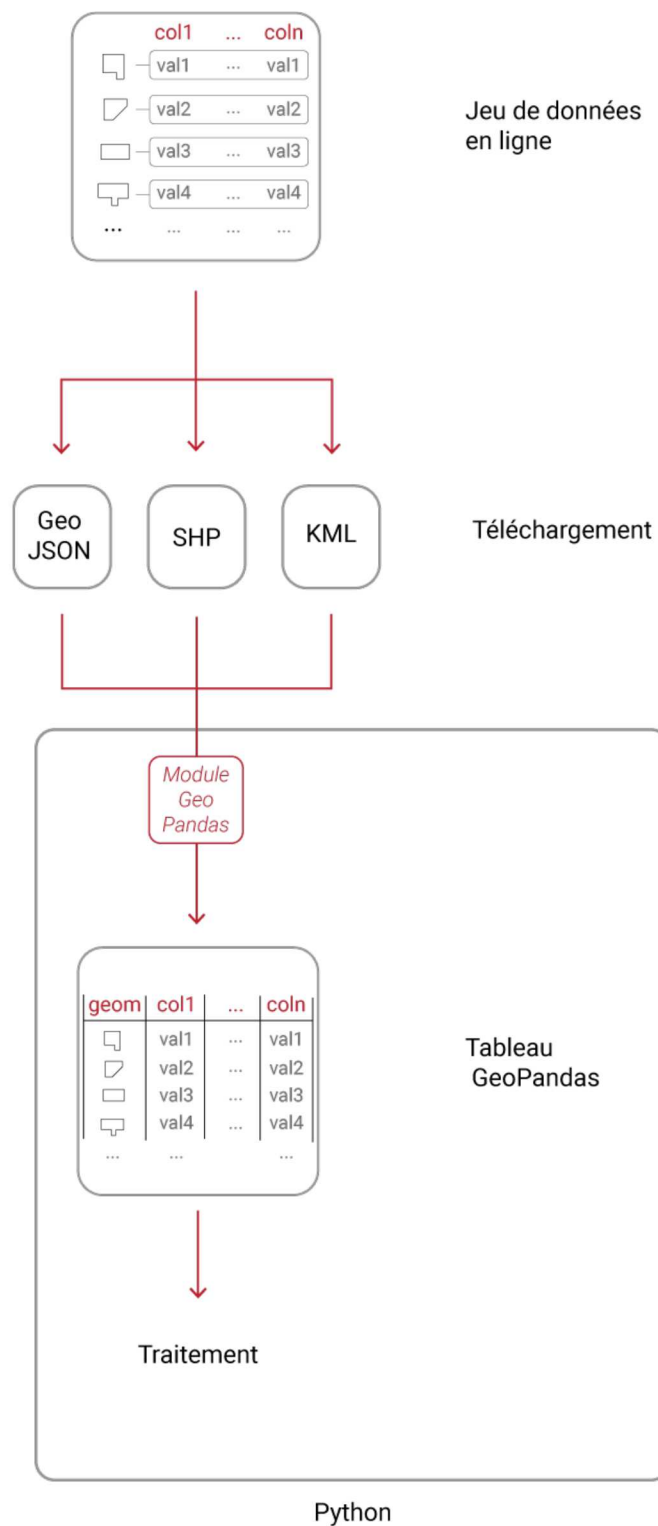 col1 ... coln
val1 ... val1
val2 ... val2
val3 ... val3
val4 ... val4
... ... ... ...
Jeu de données
en ligne
Geo
JSON
SHP
KML
Téléchargement
Module
Geo
Pandas
geom col1 ... coln
val1 ... val1
val2 ... val2
val3 ... val3
val4 ... val4
... ... ...
Tableau
GeoPandas
Traitement
Python